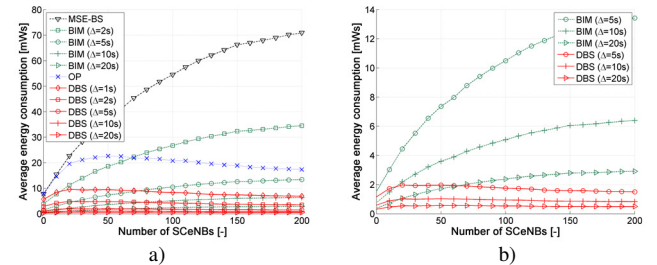 Average energy consumption [mWs]
80
70
60
50
40
30
20
10
0
MSE-BS
BIM (Δ=2s)
BIM (Δ=5s)
BIM (Δ=10s)
BIM (Δ=20s)
OP
DBS (Δ=1s)
DBS (Δ=2s)
DBS (Δ=5s)
DBS (Δ=10s)
DBS (Δ=20s)
0 50 100 150 200
Number of SCeNBs [-]
a)
Average energy consumption [mWs]
14
12
10
8
6
4
2
0
BIM (Δ=5s)
BIM (Δ=10s)
BIM (Δ=20s)
DBS (Δ=5s)
DBS (Δ=10s)
DBS (Δ=20s)
0 50 100 150 200
Number of SCeNBs [-]
b)